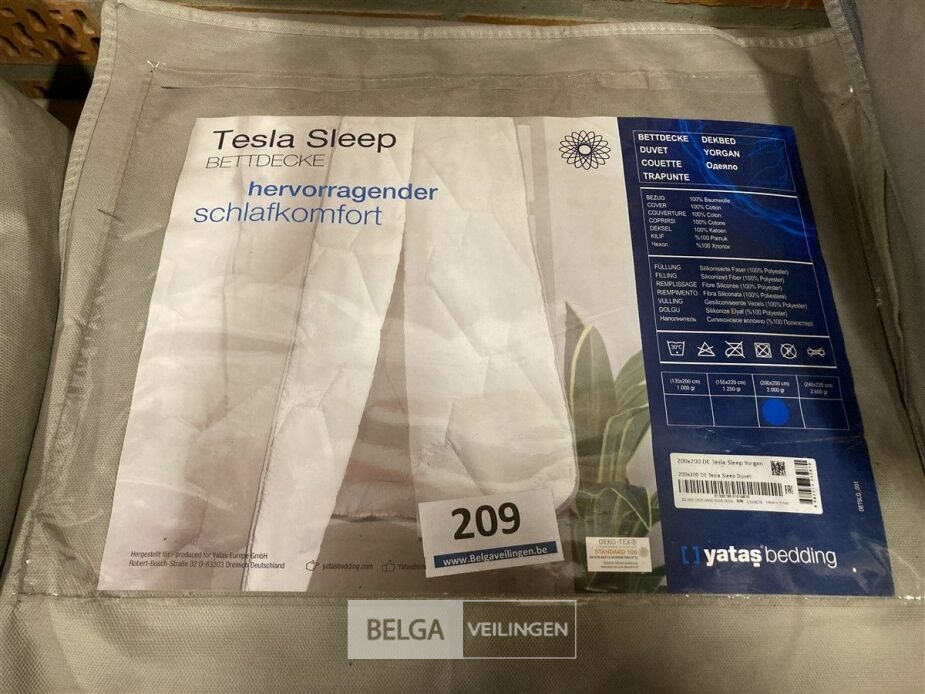 Tesla Sleep
BETTDECKE
hervorragender
schlafkomfort
BETTDECKE DEKBED
DUVET YORGAN
COUETTE Одеяло
TRAPUNTE
BEZUG 100% Baumwolle
COVER 100% Cotton
COUVERTURE 100% Coton
COPRIRSI 100% Cotone
DEKSEL 100% Katoen
KILIF %100 Pamuk
Чехол %100 Хлопок
FÜLLUNG Silikonisierte Faser (100% Polyester)
FILLING Siliconized Fiber (100% Polyester)
REMPLISSAGE Fibre Siliconée (100% Polyester)
RIEMPIMENTO Fibra Siliconata (100% Poliestere)
VULLING Gesiliconiseerde Vezels (100% Polyester)
DOLGU Silikonize Elyaf (%100 Polyester)
Наполнитель Силиконовое волокно (%100 Полиэстер)
30°C
(135x200 cm) (155x220 cm) (200x200 cm) (240x220 cm)
1.000 gr 1.250 gr 2.000 gr 2.600 gr
200x200 DE Tesla Sleep Yorgan
200x200 DE Tesla Sleep Duvet
DETSLQ_001
209
www.Belgaveilingen.be
OEKO-TEX®
STANDARD 100
[ ] yataş bedding
Hergestellt für / produced for Yatas Europe GmbH
Robert-Bosch-Straße 32 D-63303 Dreieich Deutschland
yatasbedding.com
BELGA VEILINGEN